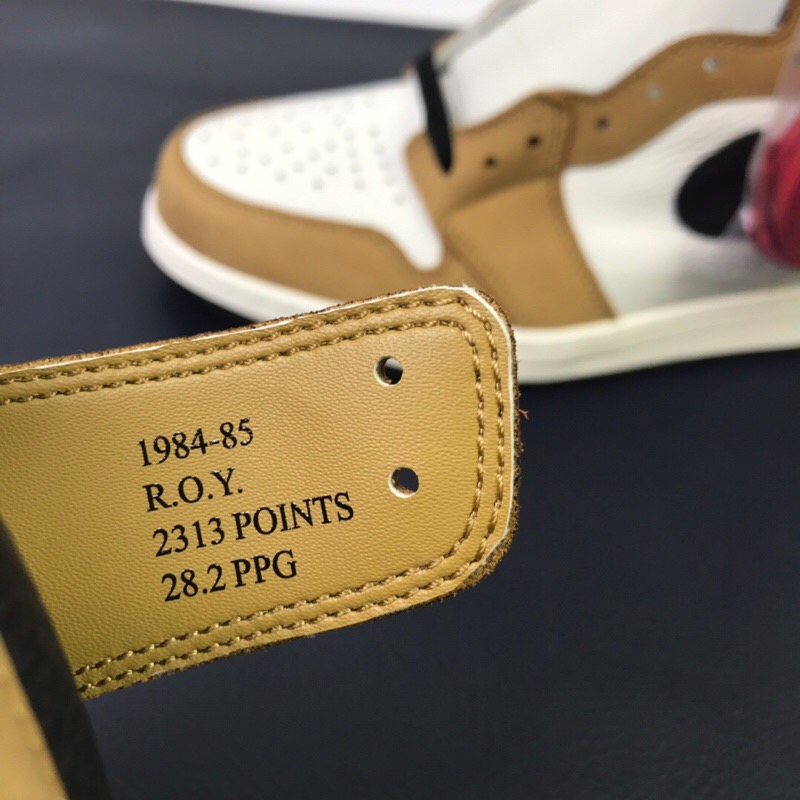 1984-85
R.O.Y.
2313 POINTS
28.2 PPG